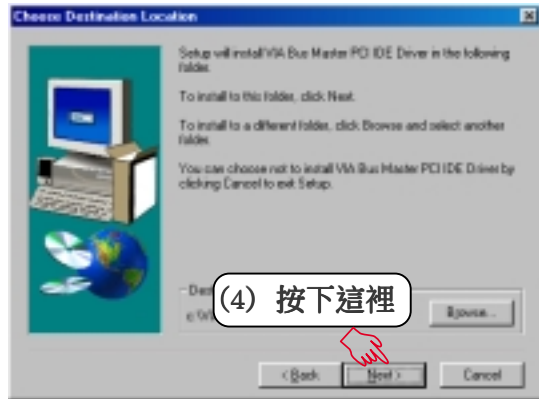 Choose Destination Location
Setup will install VIA Bus Master PCI IDE Driver in the following
folder.
To install to this folder, click Next.
To install to a different folder, click Browse and select another
folder.
You can choose not to install VIA Bus Master PCI IDE Driver by
clicking Cancel to exit Setup.
Des
(4) 按下這裡
Browse...
< Back
Next >
Cancel